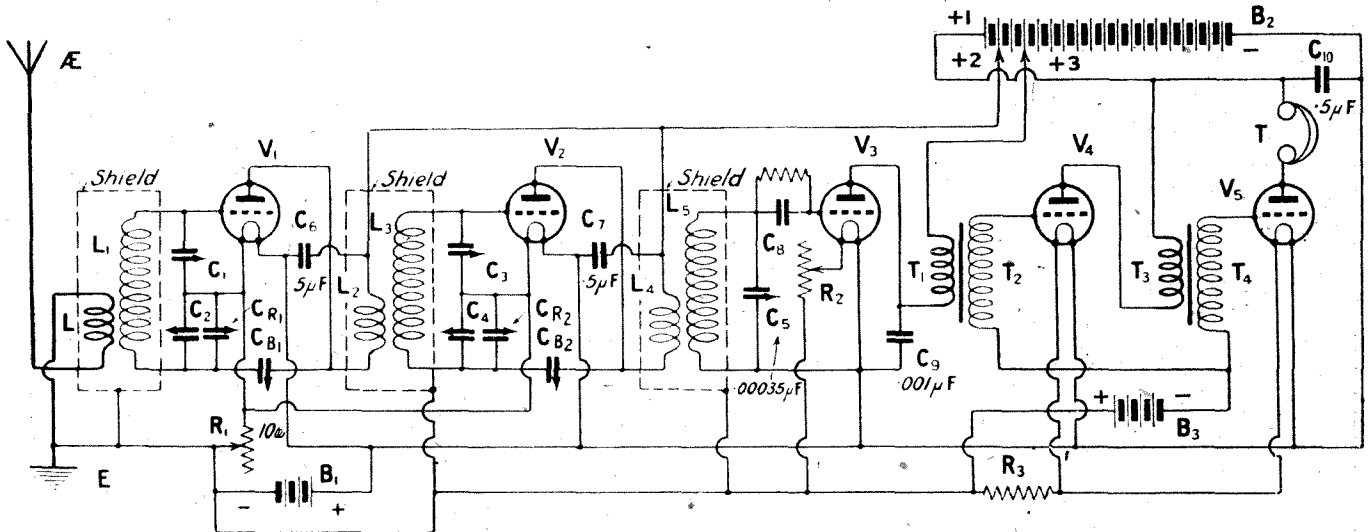 +1
B2
+2
+3
-
C10
.5µF
Æ
T
V1
V2
V3
V4
V5
Shield
Shield
Shield
C6
.5µF
L3
C7
.5µF
L5
C8
L1
C1
L2
C3
L4
R2
T1
T2
T3
T4
L
C2
CR1
CB1
C4
CR2
CB2
C5
.00035µF
C9
.001µF
R1
10ω
+
-
B3
E
B1
-
+
R3